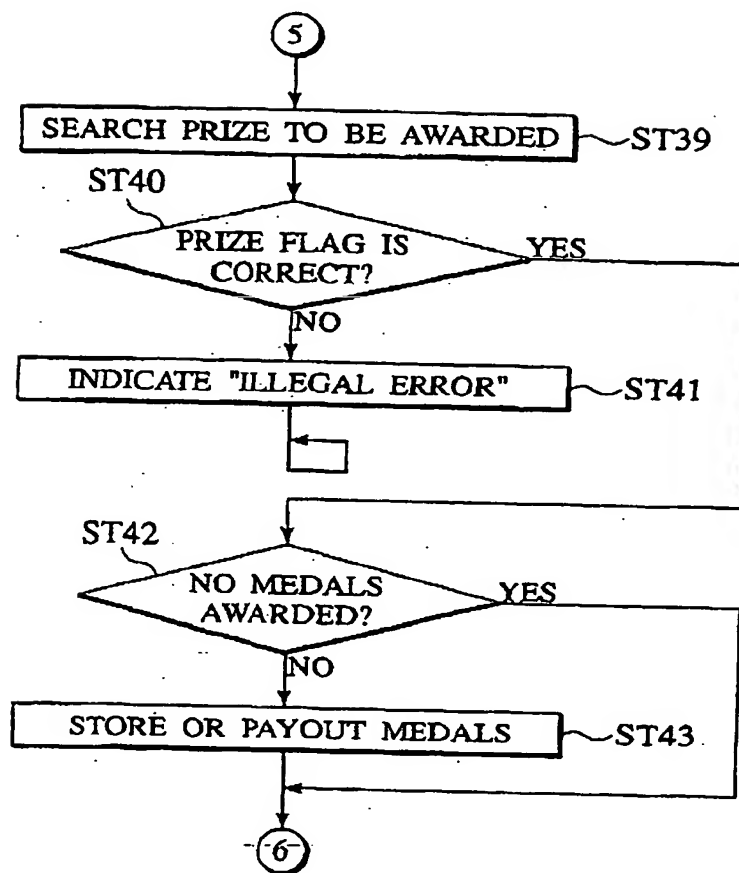 5
SEARCH PRIZE TO BE AWARDED
ST39
ST40
PRIZE FLAG IS
CORRECT?
YES
NO
INDICATE "ILLEGAL ERROR"
ST41
ST42
NO MEDALS
AWARDED?
YES
NO
STORE OR PAYOUT MEDALS
ST43
6